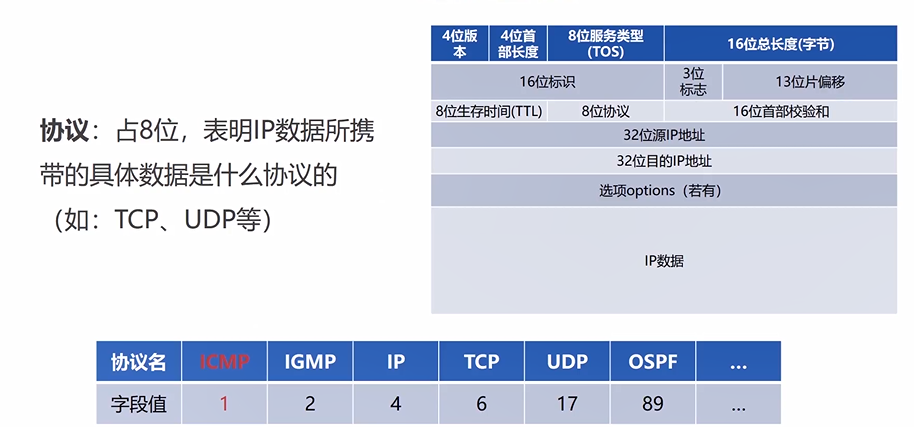 协议：占8位，表明IP数据所携
带的具体数据是什么协议的
（如：TCP、UDP等）
4位版
本
4位首
部长度
8位服务类型
(TOS)
16位总长度(字节)
16位标识
3位
标志
13位片偏移
8位生存时间(TTL)
8位协议
16位首部校验和
32位源IP地址
32位目的IP地址
选项options（若有）
IP数据
协议名 ICMP IGMP IP TCP UDP OSPF ...
字段值 1 2 4 6 17 89 ...